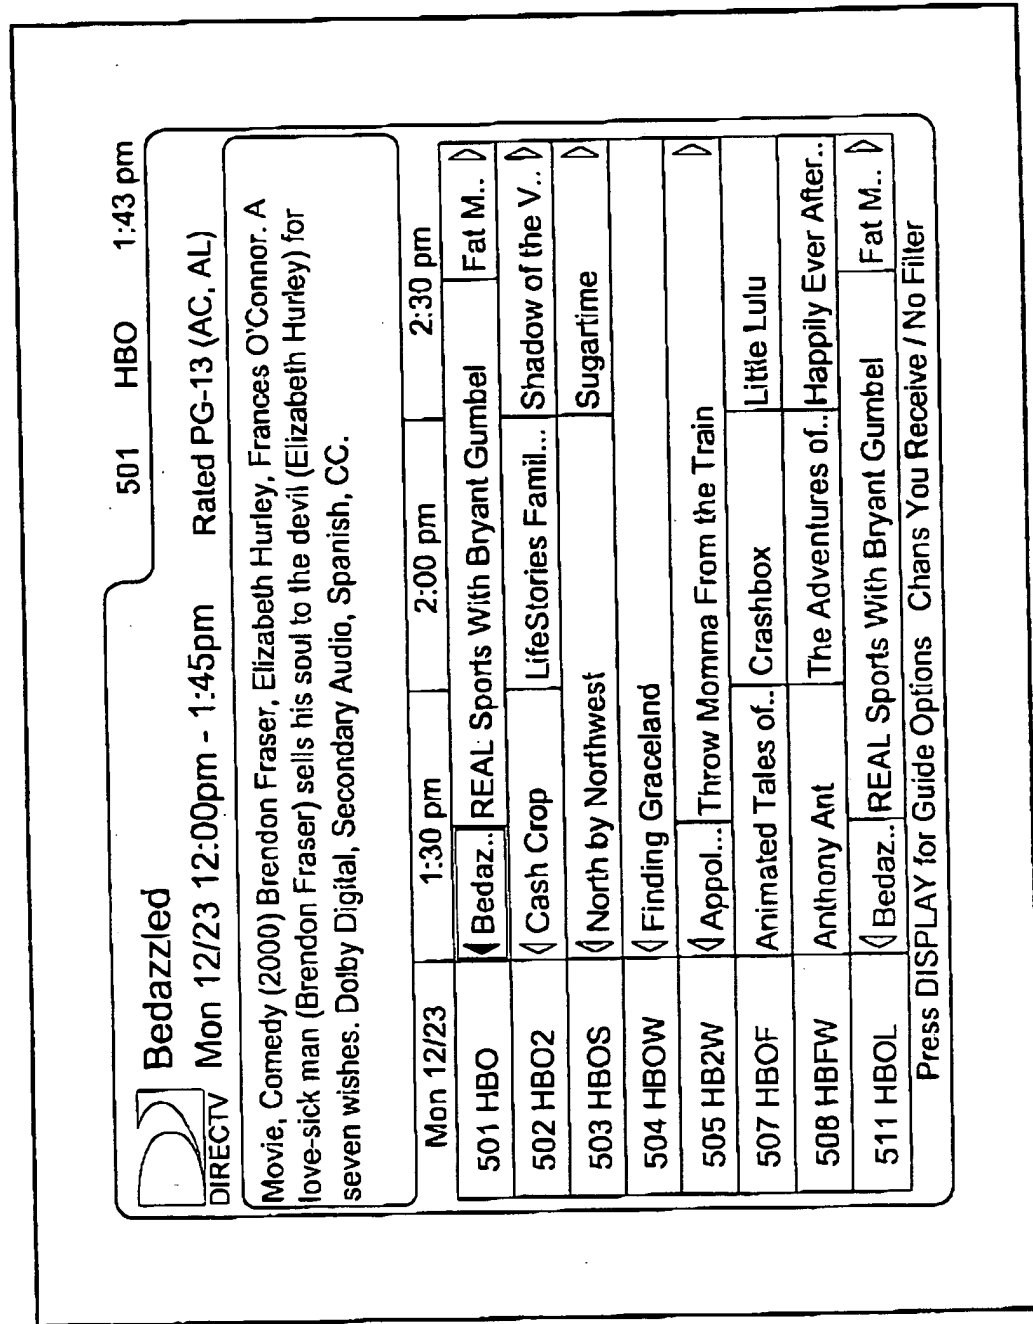 501 HBO 1:43 pm
Bedazzled
DIRECTV
Mon 12/23 12:00pm - 1:45pm Rated PG-13 (AC, AL)
Movie, Comedy (2000) Brendon Fraser, Elizabeth Hurley, Frances O'Connor. A
love-sick man (Brendon Fraser) sells his soul to the devil (Elizabeth Hurley) for
seven wishes. Dolby Digital, Secondary Audio, Spanish, CC.
Mon 12/23 1:30 pm 2:00 pm 2:30 pm
501 HBO Bedaz.. REAL Sports With Bryant Gumbel Fat M..
502 HBO2 Cash Crop LifeStories Famil... Shadow of the V..
503 HBOS North by Northwest Sugartime
504 HBOW Finding Graceland
505 HB2W Appol... Throw Momma From the Train
507 HBOF Animated Tales of.. Crashbox Little Lulu
508 HBFW Anthony Ant The Adventures of.. Happily Ever After..
511 HBOL Bedaz.. REAL Sports With Bryant Gumbel Fat M..
Press DISPLAY for Guide Options Chans You Receive / No Filter